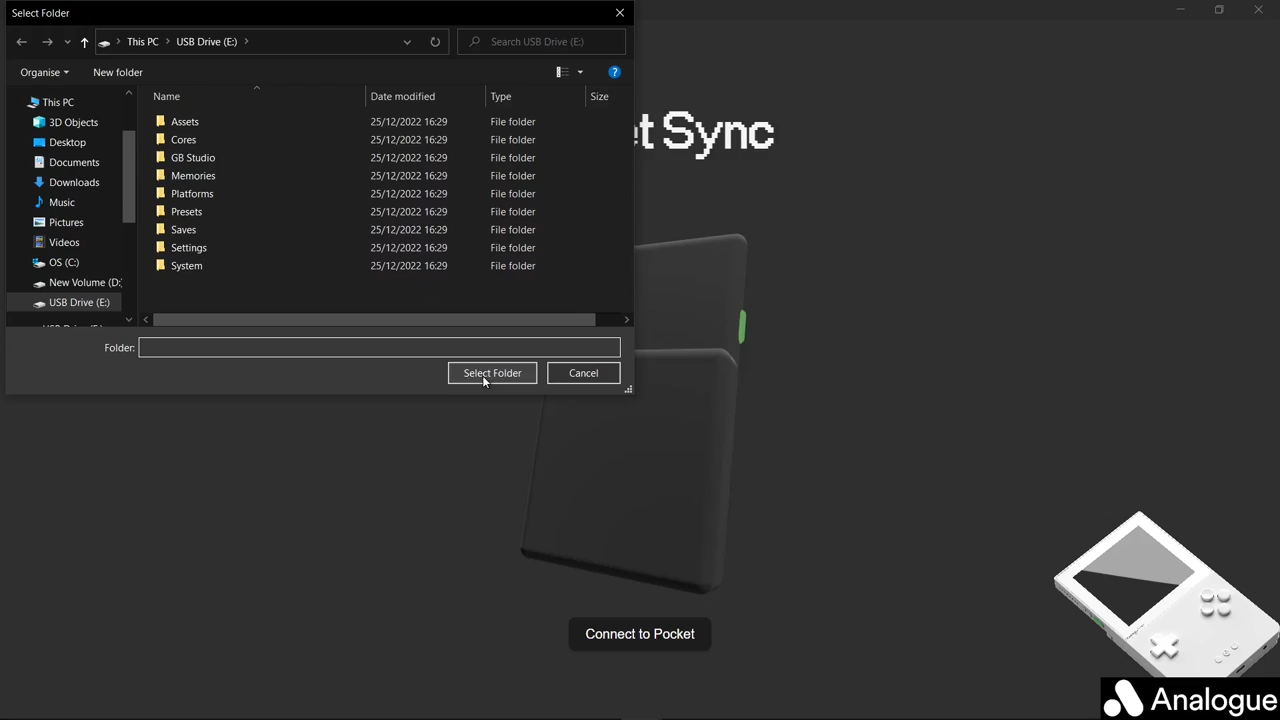 Select Folder
This PC
USB Drive (E:)
Search USB Drive (E:)
Organise
New folder
?
Name
Date modified
Type
Size
This PC
3D Objects
Desktop
Documents
Downloads
Music
Pictures
Videos
OS (C:)
New Volume (D:
USB Drive (E:)
Assets 25/12/2022 16:29 File folder
Cores 25/12/2022 16:29 File folder
GB Studio 25/12/2022 16:29 File folder
Memories 25/12/2022 16:29 File folder
Platforms 25/12/2022 16:29 File folder
Presets 25/12/2022 16:29 File folder
Saves 25/12/2022 16:29 File folder
Settings 25/12/2022 16:29 File folder
System 25/12/2022 16:29 File folder
Folder:
Select Folder
Cancel
et Sync
Connect to Pocket
Analogue